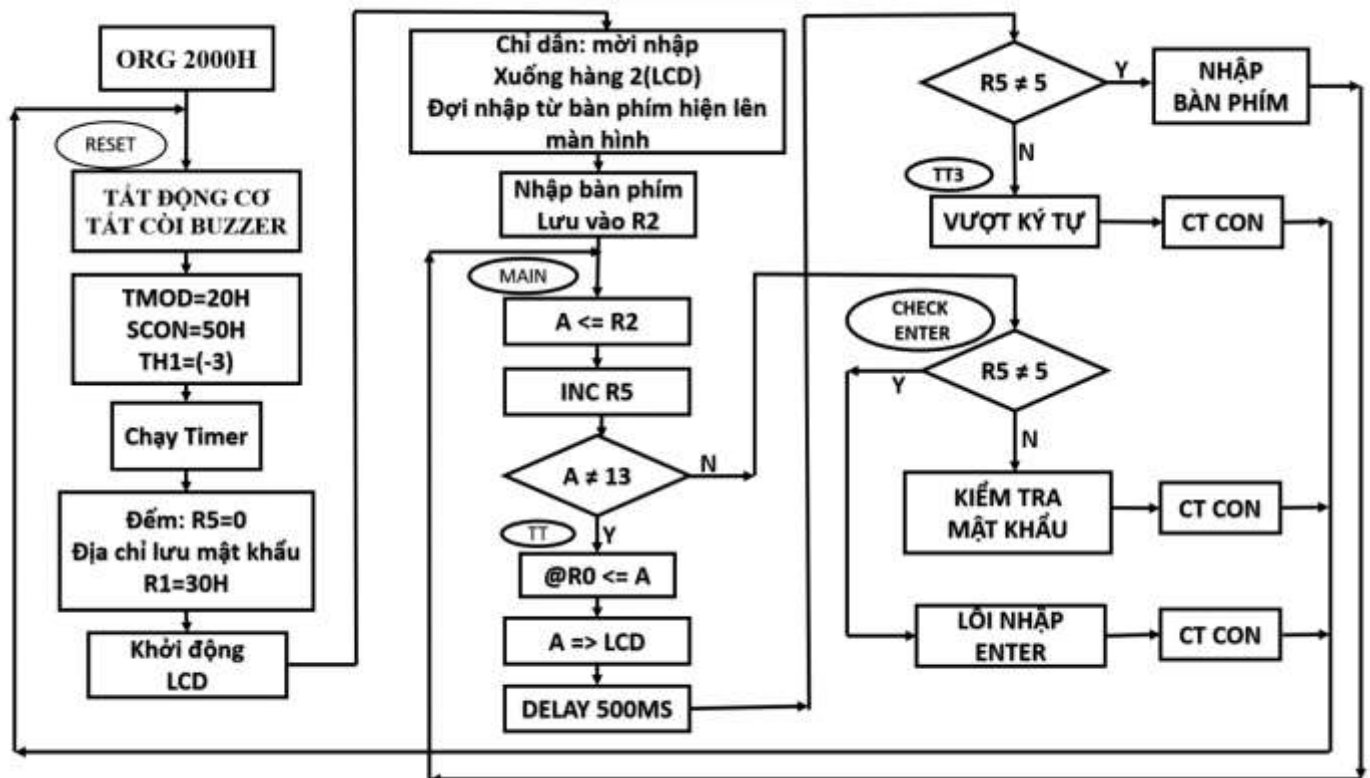 ORG 2000H
RESET
TẮT ĐỘNG CƠ
TẮT CÒI BUZZER
TMOD=20H
SCON=50H
TH1=(-3)
Chạy Timer
Đếm: R5=0
Địa chỉ lưu mật khẩu
R1=30H
Khởi động
LCD
Chỉ dẫn: mời nhập
Xuống hàng 2(LCD)
Đợi nhập từ bàn phím hiện lên
màn hình
Nhập bàn phím
Lưu vào R2
MAIN
A <= R2
INC R5
A ≠ 13
N
TT
Y
@R0 <= A
A => LCD
DELAY 500MS
R5 ≠ 5
Y
NHẬP
BÀN PHÍM
N
TT3
VƯỢT KÝ TỰ
CT CON
CHECK
ENTER
R5 ≠ 5
Y
N
KIỂM TRA
MẬT KHẨU
CT CON
LỖI NHẬP
ENTER
CT CON